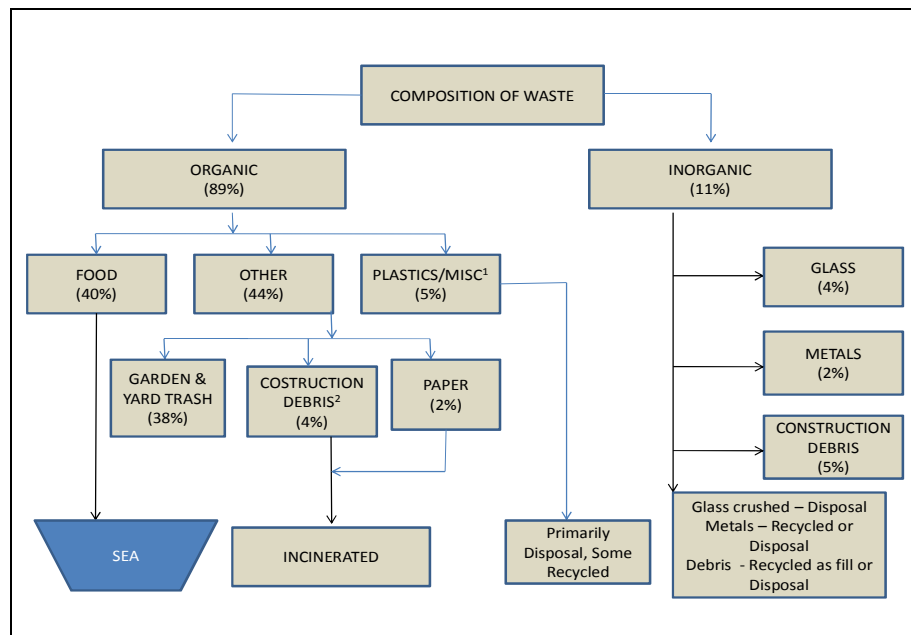 COMPOSITION OF WASTE
ORGANIC
(89%)
INORGANIC
(11%)
FOOD
(40%)
OTHER
(44%)
PLASTICS/MISC¹
(5%)
GLASS
(4%)
GARDEN &
YARD TRASH
(38%)
COSTRUCTION
DEBRIS²
(4%)
PAPER
(2%)
METALS
(2%)
CONSTRUCTION
DEBRIS
(5%)
SEA
INCINERATED
Primarily
Disposal, Some
Recycled
Glass crushed – Disposal
Metals – Recycled or
Disposal
Debris - Recycled as fill or
Disposal